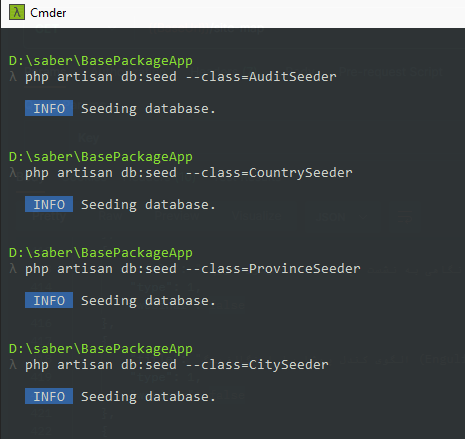 λ Cmder
D:\saber\BasePackageApp
λ php artisan db:seed --class=AuditSeeder
INFO Seeding database.
D:\saber\BasePackageApp
λ php artisan db:seed --class=CountrySeeder
INFO Seeding database.
D:\saber\BasePackageApp
λ php artisan db:seed --class=ProvinceSeeder
INFO Seeding database.
D:\saber\BasePackageApp
λ php artisan db:seed --class=CitySeeder
INFO Seeding database.